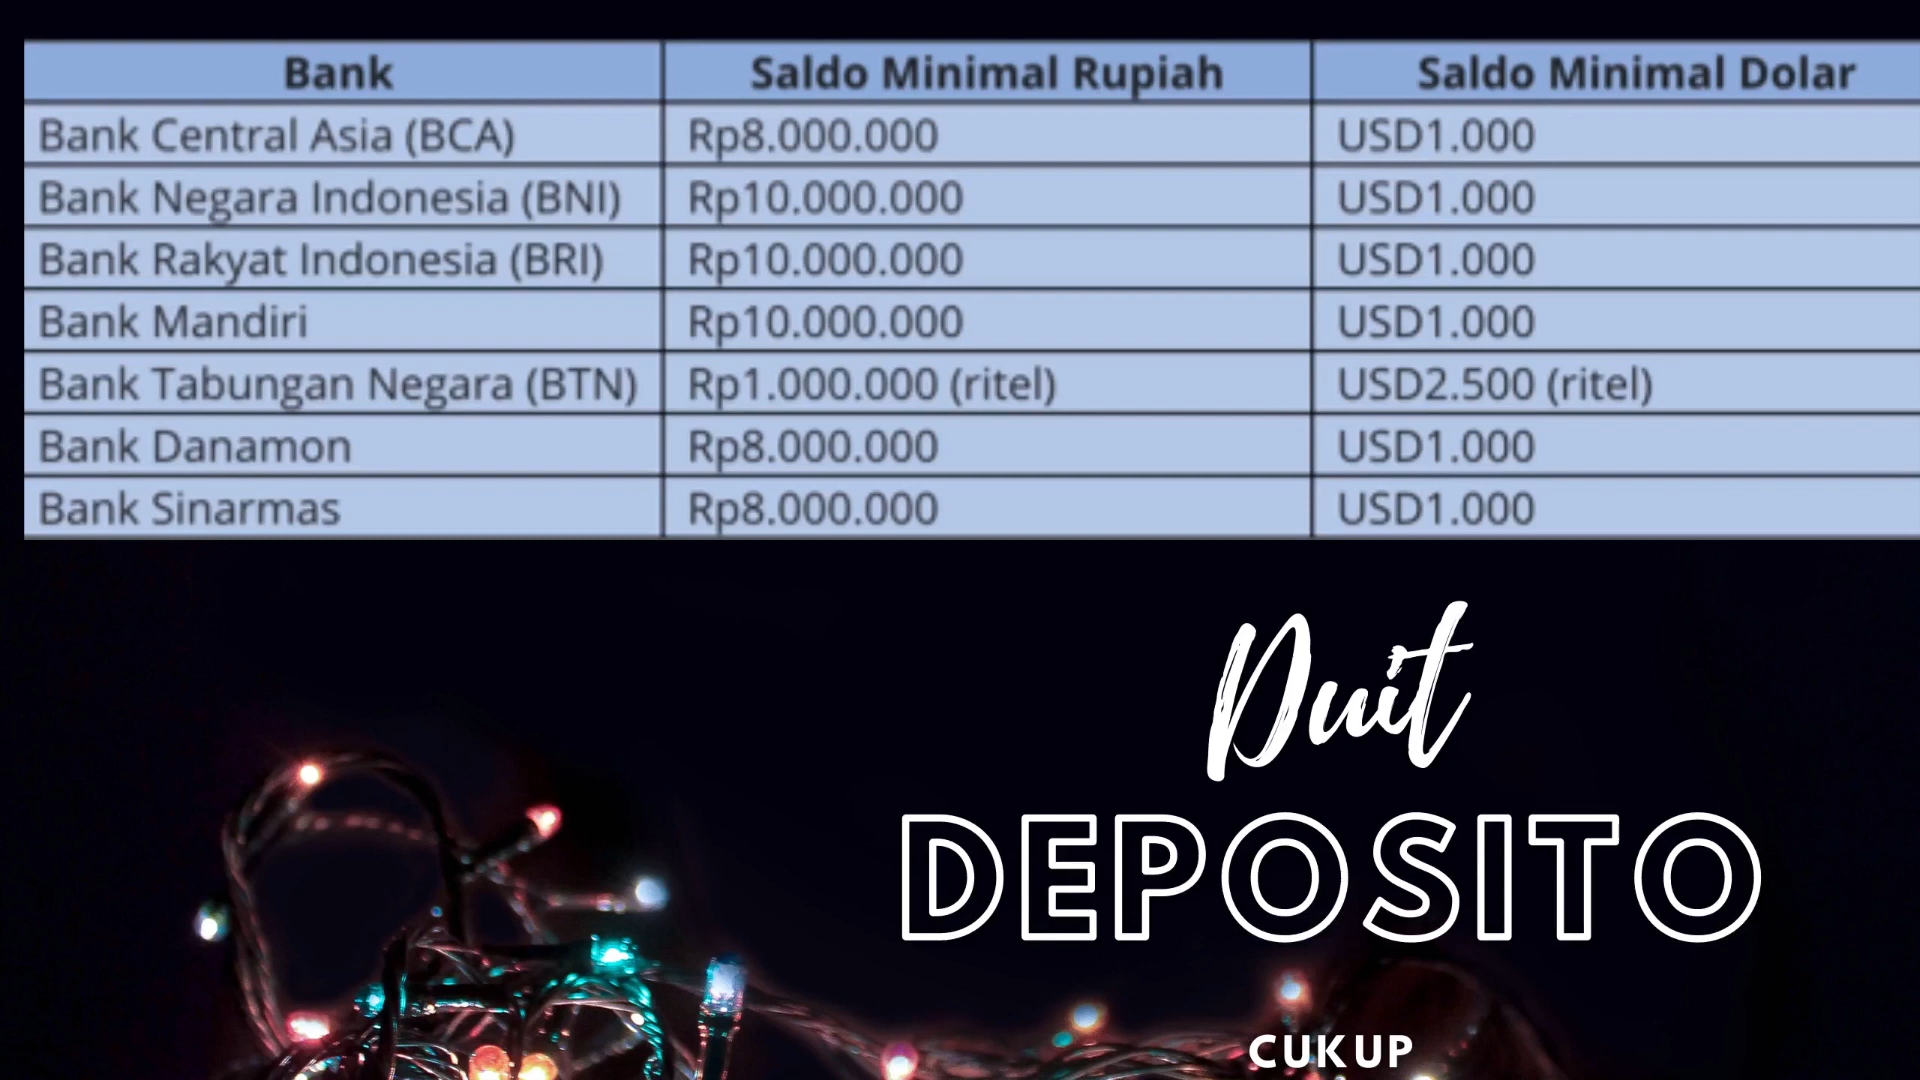 Bank Saldo Minimal Rupiah Saldo Minimal Dolar
Bank Central Asia (BCA) Rp8.000.000 USD1.000
Bank Negara Indonesia (BNI) Rp10.000.000 USD1.000
Bank Rakyat Indonesia (BRI) Rp10.000.000 USD1.000
Bank Mandiri Rp10.000.000 USD1.000
Bank Tabungan Negara (BTN) Rp1.000.000 (ritel) USD2.500 (ritel)
Bank Danamon Rp8.000.000 USD1.000
Bank Sinarmas Rp8.000.000 USD1.000
Duit
DEPOSITO
CUKUP